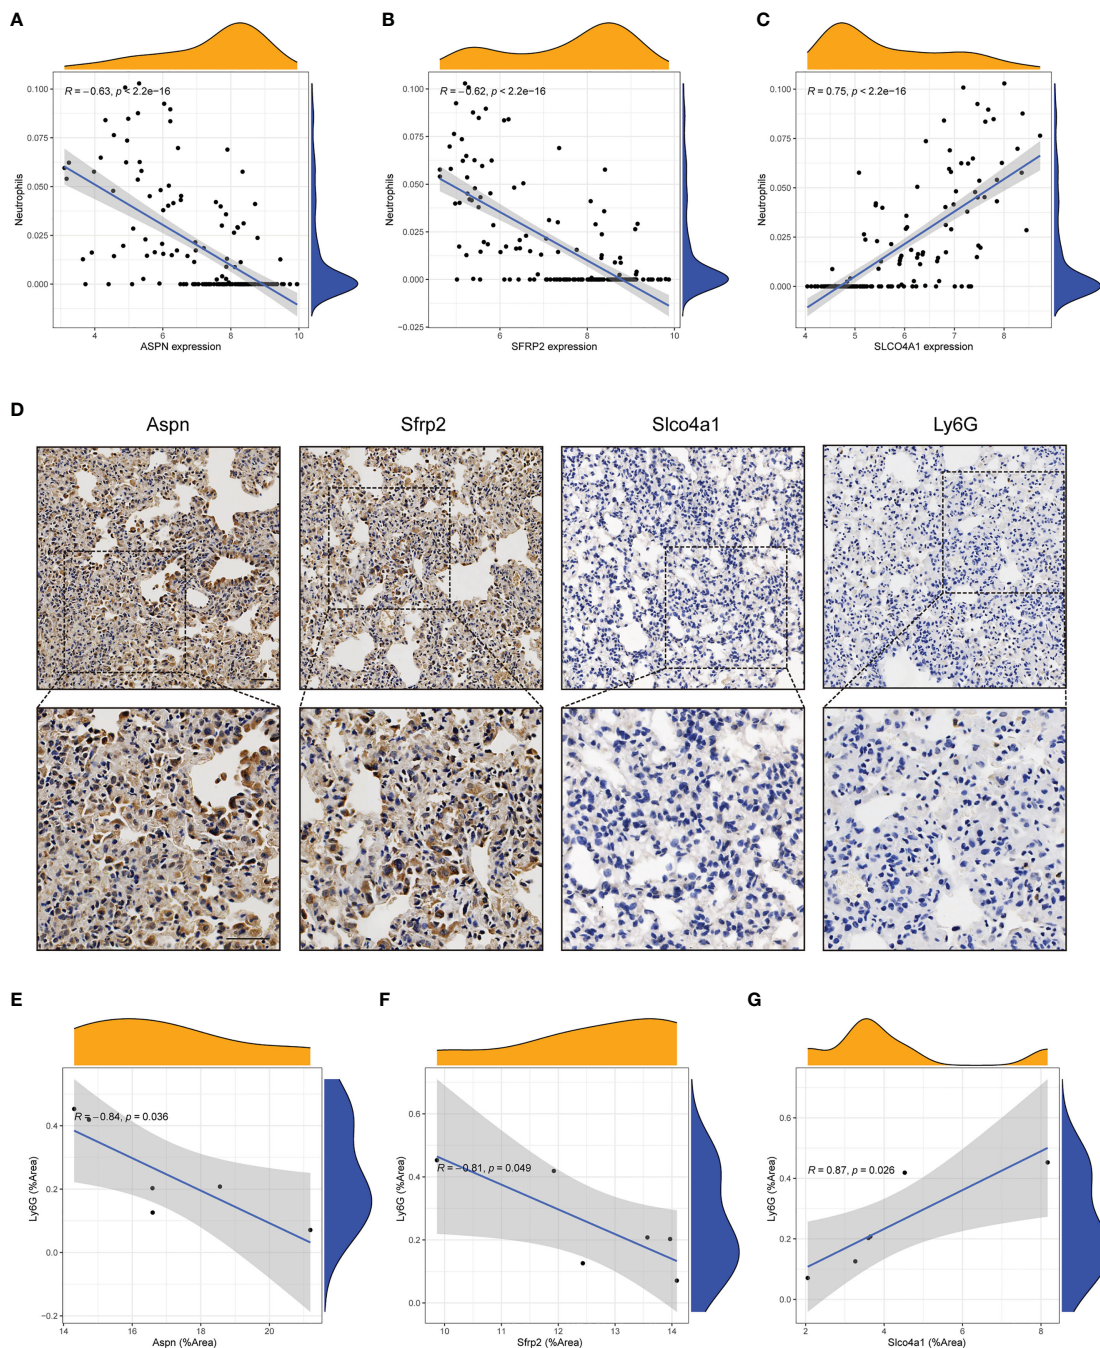 A
B
C
R = −0.63, p < 2.2e−16
0.100
0.075
0.050
0.025
0.000
Neutrophils
4
6
8
10
ASPN expression
R = −0.62, p < 2.2e−16
0.100
0.075
0.050
0.025
0.000
−0.025
Neutrophils
6
8
10
SFRP2 expression
R = 0.75, p < 2.2e−16
0.100
0.075
0.050
0.025
0.000
Neutrophils
4
5
6
7
8
SLCO4A1 expression
D
Aspn
Sfrp2
Slco4a1
Ly6G
E
F
G
R = −0.84, p = 0.036
0.4
0.2
0.0
−0.2
Ly6G (%Area)
14
16
18
20
Aspn (%Area)
R = −0.81, p = 0.049
0.6
0.4
0.2
0.0
Ly6G (%Area)
10
11
12
13
14
Sfrp2 (%Area)
R = 0.87, p = 0.026
0.6
0.4
0.2
0.0
Ly6G (%Area)
2
4
6
8
Slco4a1 (%Area)